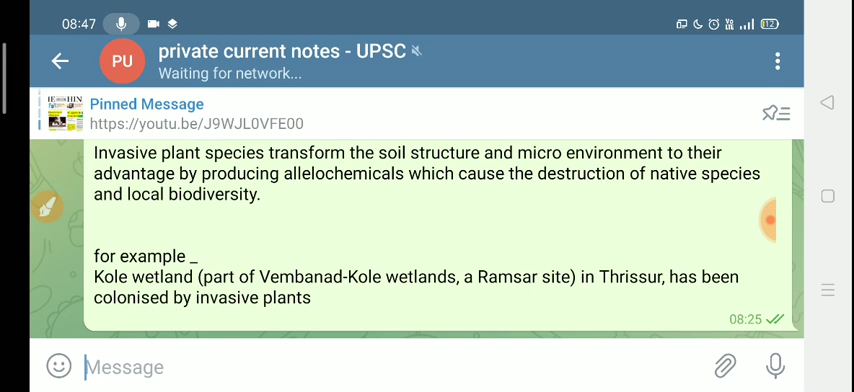 08:47
12
PU
private current notes - UPSC
Waiting for network...
Pinned Message
https://youtu.be/J9WJL0VFE00
Invasive plant species transform the soil structure and micro environment to their
advantage by producing allelochemicals which cause the destruction of native species
and local biodiversity.
for example _
Kole wetland (part of Vembanad-Kole wetlands, a Ramsar site) in Thrissur, has been
colonised by invasive plants
08:25
Message